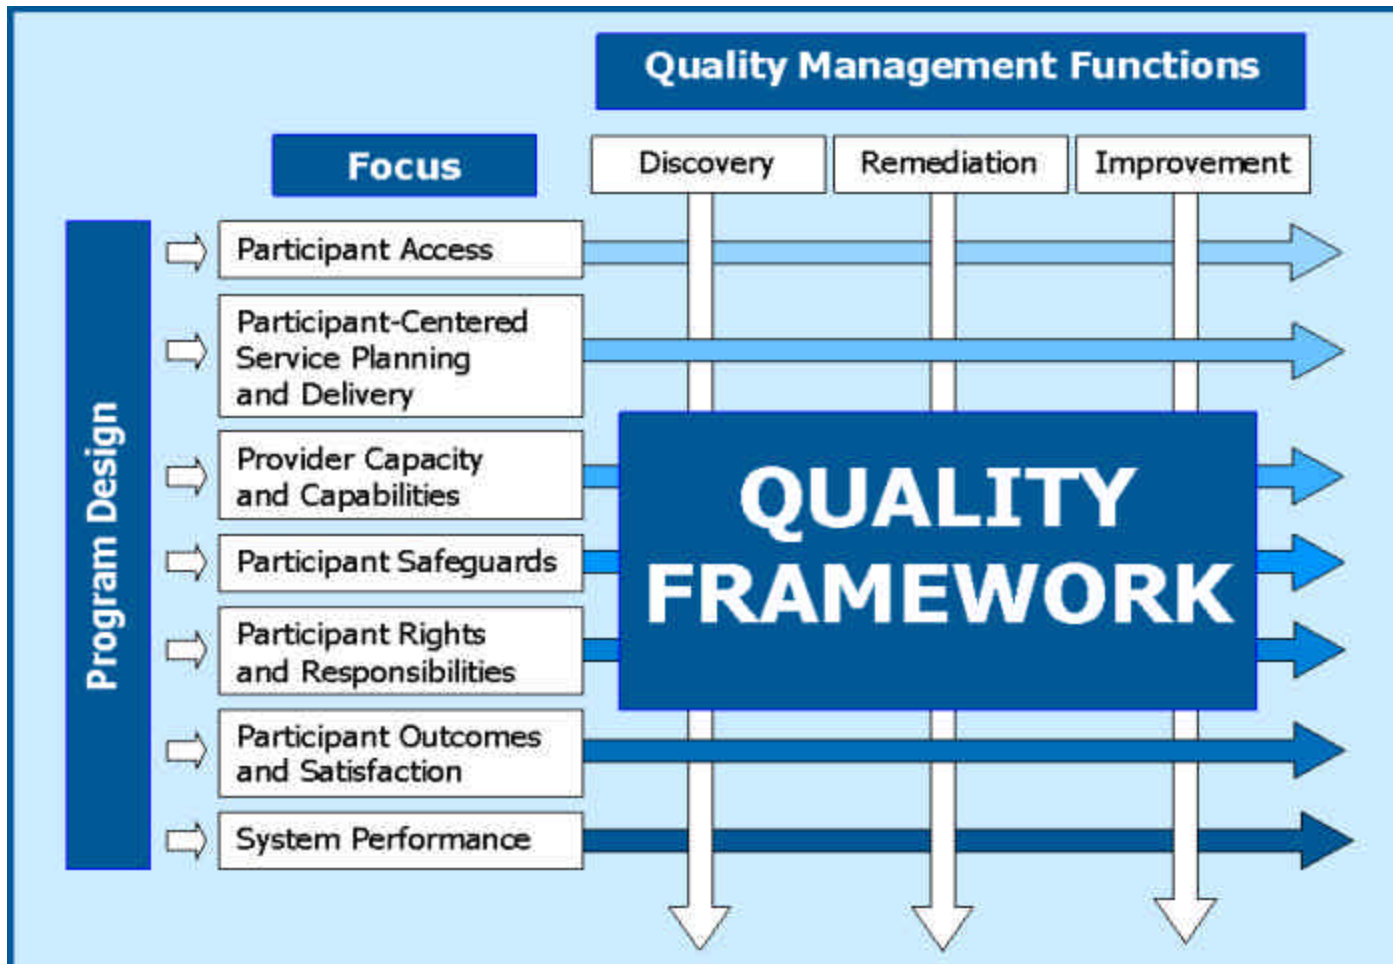 Quality Management Functions
Focus
Discovery
Remediation
Improvement
Program Design
Participant Access
Participant-Centered
Service Planning
and Delivery
Provider Capacity
and Capabilities
Participant Safeguards
Participant Rights
and Responsibilities
Participant Outcomes
and Satisfaction
System Performance
QUALITY
FRAMEWORK